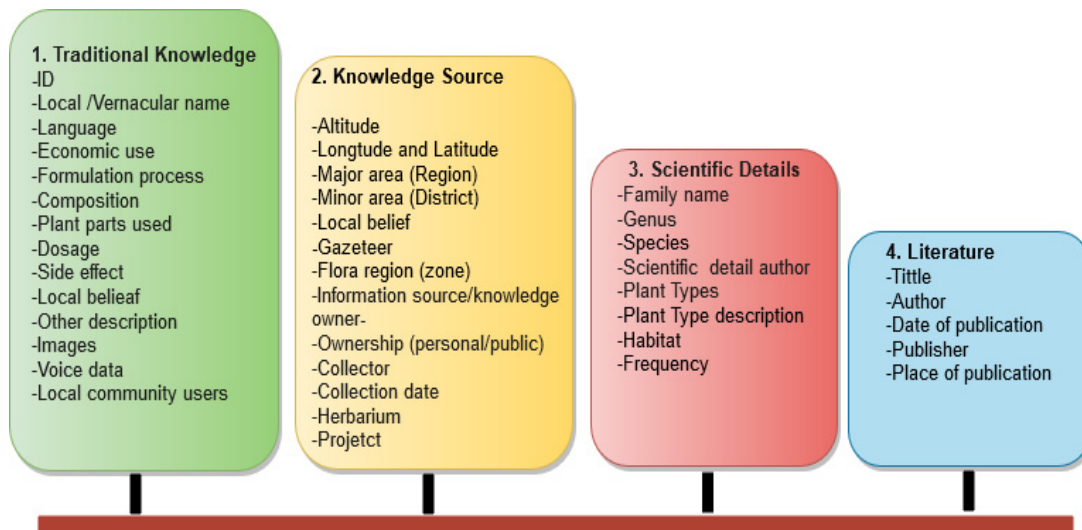 1. Traditional Knowledge
-ID
-Local /Vernacular name
-Language
-Economic use
-Formulation process
-Composition
-Plant parts used
-Dosage
-Side effect
-Local belieaf
-Other description
-Images
-Voice data
-Local community users
2. Knowledge Source
-Altitude
-Longtude and Latitude
-Major area (Region)
-Minor area (District)
-Local belief
-Gazeteer
-Flora region (zone)
-Information source/knowledge
owner-
-Ownership (personal/public)
-Collector
-Collection date
-Herbarium
-Projetct
3. Scientific Details
-Family name
-Genus
-Species
-Scientific detail author
-Plant Types
-Plant Type description
-Habitat
-Frequency
4. Literature
-Tittle
-Author
-Date of publication
-Publisher
-Place of publication